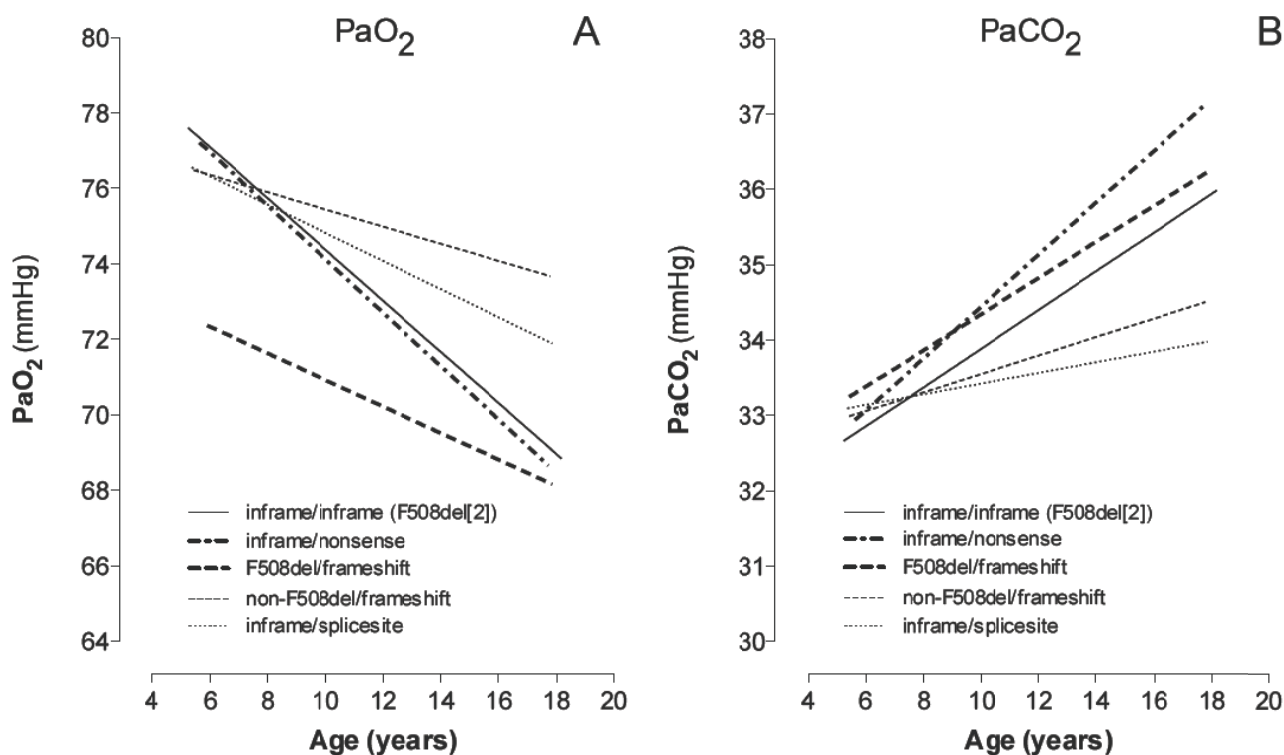 PaO2
A
80
78
76
74
72
70
68
66
64
PaO2 (mmHg)
inframe/inframe (F508del[2])
inframe/nonsense
F508del/frameshift
non-F508del/frameshift
inframe/splicesite
4 6 8 10 12 14 16 18 20
Age (years)
PaCO2
B
38
37
36
35
34
33
32
31
30
PaCO2 (mmHg)
inframe/inframe (F508del[2])
inframe/nonsense
F508del/frameshift
non-F508del/frameshift
inframe/splicesite
4 6 8 10 12 14 16 18 20
Age (years)